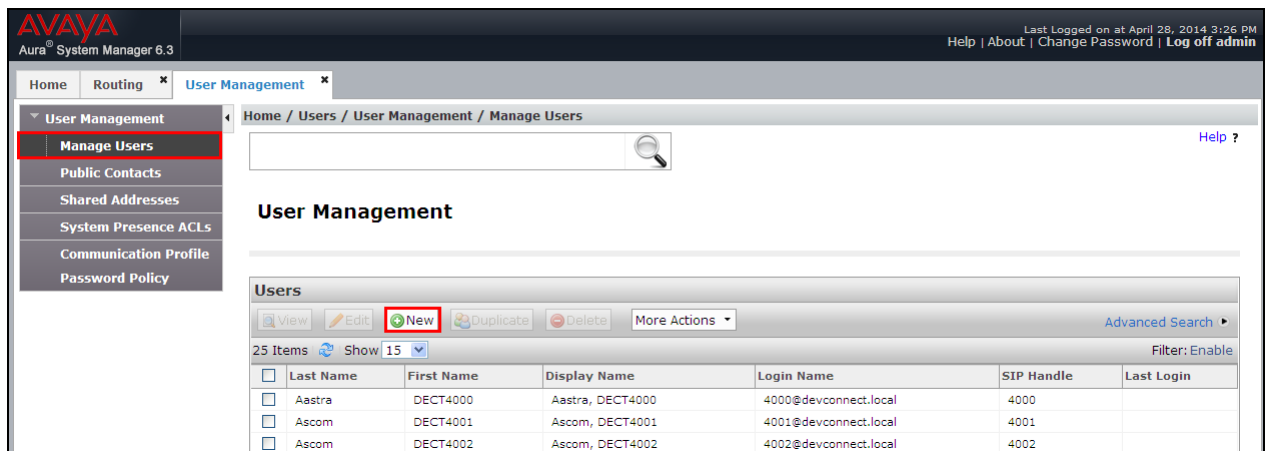 AVAYA
Aura® System Manager 6.3
Last Logged on at April 28, 2014 3:26 PM
Help | About | Change Password | Log off admin
Home Routing × User Management ×
User Management
Manage Users
Public Contacts
Shared Addresses
System Presence ACLs
Communication Profile
Password Policy
Home / Users / User Management / Manage Users
Help ?
User Management
Users
View Edit New Duplicate Delete More Actions
Advanced Search
25 Items Show 15
Filter: Enable
Last Name First Name Display Name Login Name SIP Handle Last Login
Aastra DECT4000 Aastra, DECT4000 4000@devconnect.local 4000
Ascom DECT4001 Ascom, DECT4001 4001@devconnect.local 4001
Ascom DECT4002 Ascom, DECT4002 4002@devconnect.local 4002